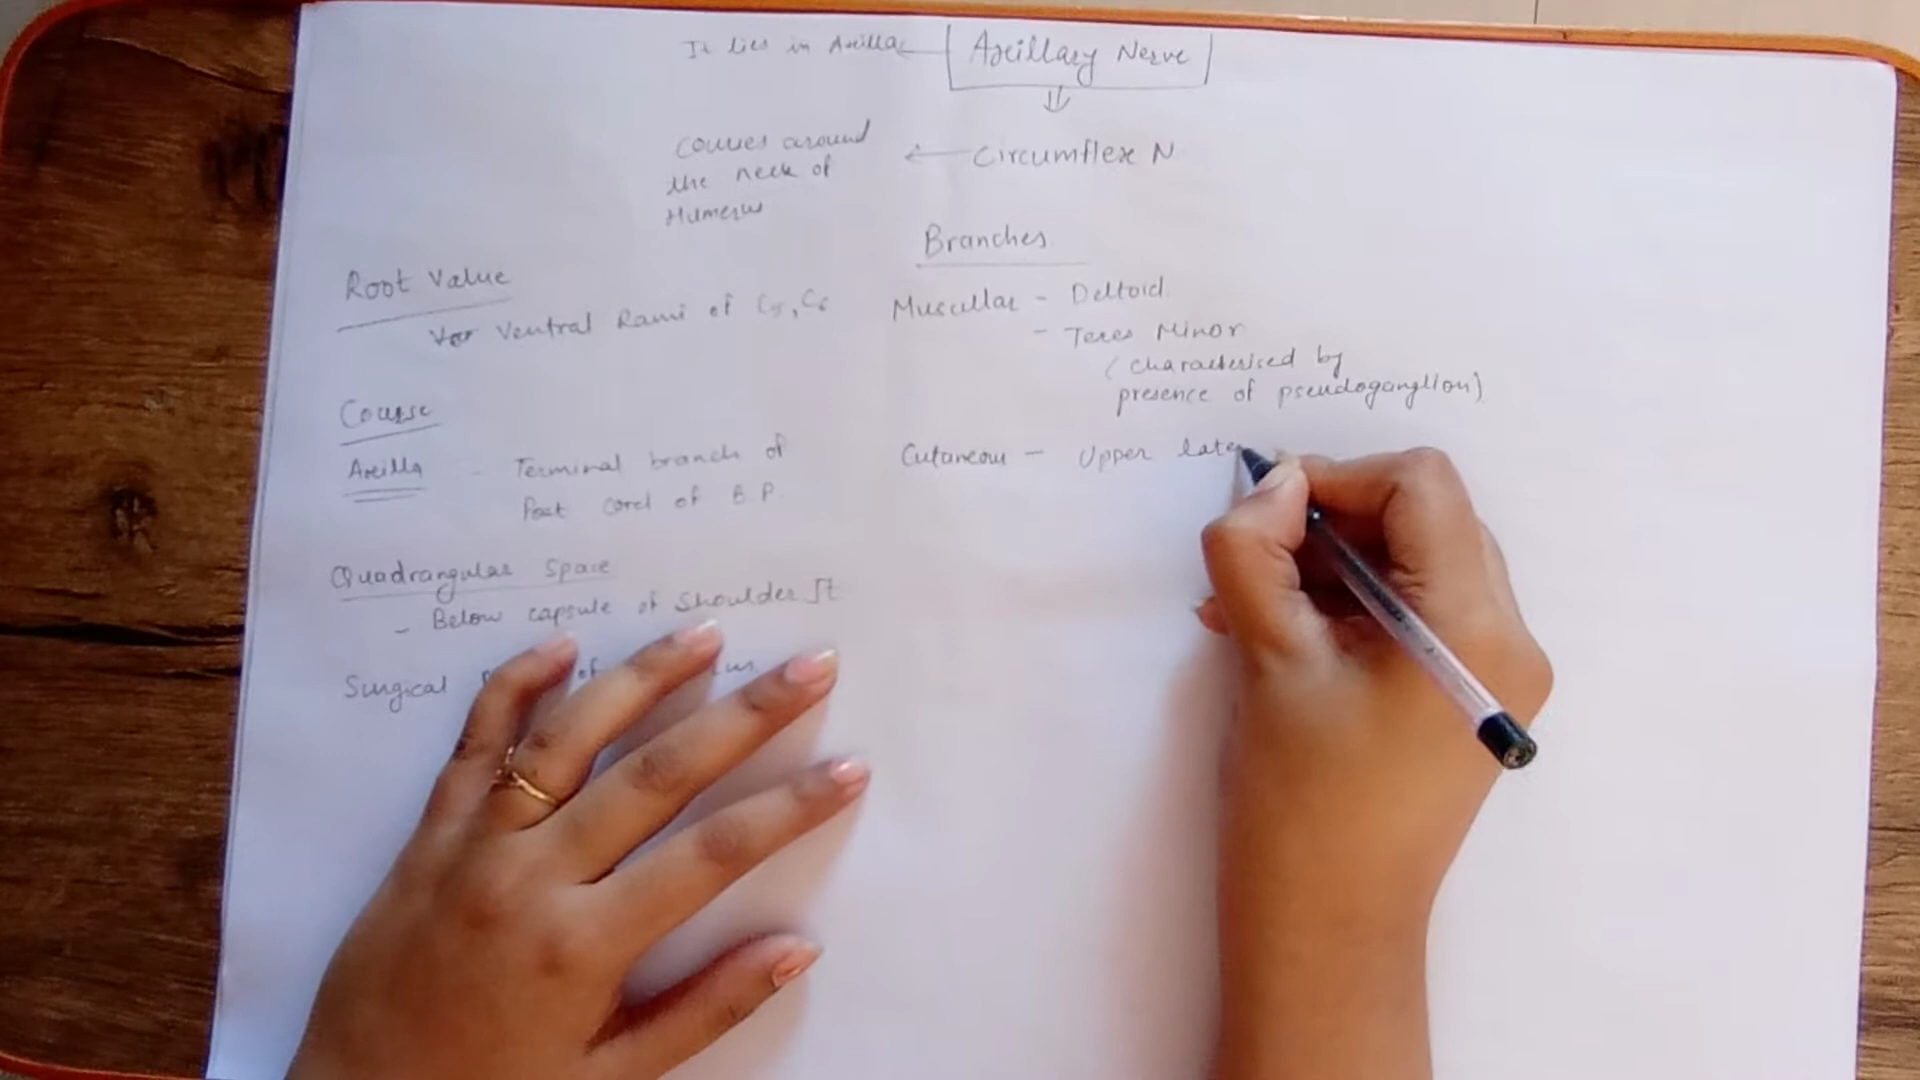 It lies in Axilla
Axillary Nerve
Circumflex N
courses around
the neck of
Humerus
Root Value
Ventral Rami of C5, C6
Course
Axilla - Terminal branch of
Post cord of B P
Quadrangular Space
- Below capsule of Shoulder Jt
Surgical of
Branches
Muscular - Deltoid
- Teres Minor
(characterised by
presence of pseudoganglion)
Cutaneous - Upper late